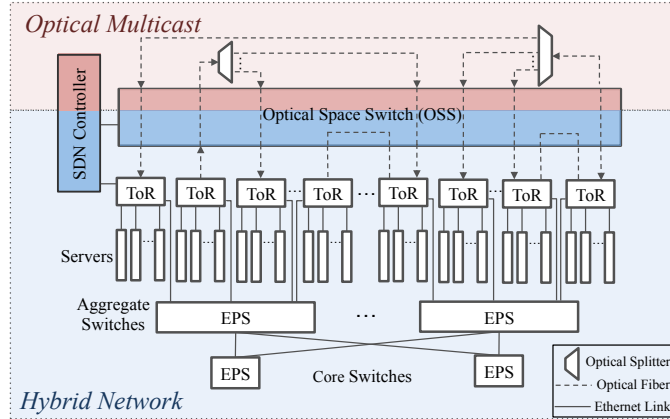 Optical Multicast
SDN Controller
Optical Space Switch (OSS)
ToR
ToR
ToR
ToR
ToR
ToR
ToR
ToR
Servers
Aggregate
Switches
EPS
EPS
EPS
EPS
Core Switches
Hybrid Network
Optical Splitter
Optical Fiber
Ethernet Link